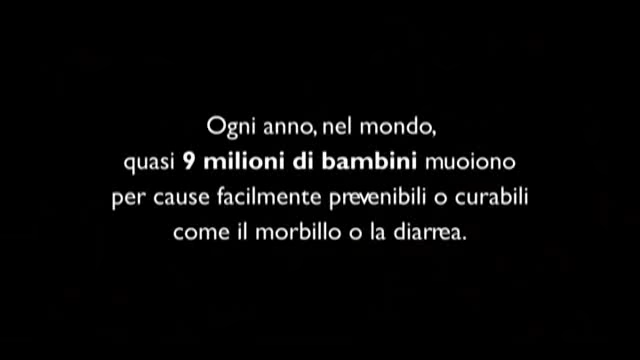 Ogni anno, nel mondo,
quasi 9 milioni di bambini muoiono
per cause facilmente prevenibili o curabili
come il morbillo o la diarrea.